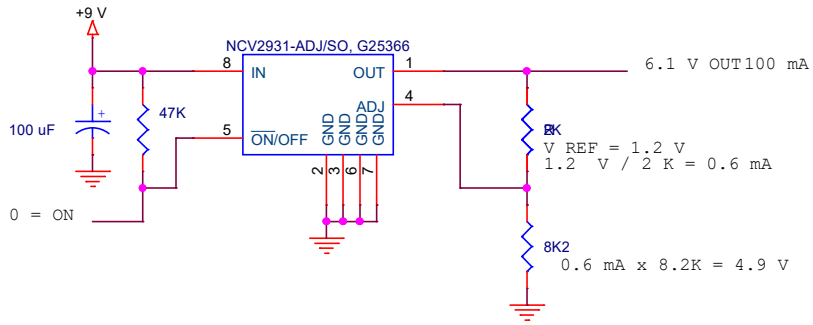 +9 V
NCV2931-ADJ/SO, G25366
8
IN
OUT
1
6.1 V OUT100 mA
ADJ
4
100 uF
+
47K
5
ON/OFF
GND
GND
GND
GND
2
3
6
7
V REF = 1.2 V
1.2 V / 2 K = 0.6 mA
0 = ON
8K2
0.6 mA x 8.2K = 4.9 V